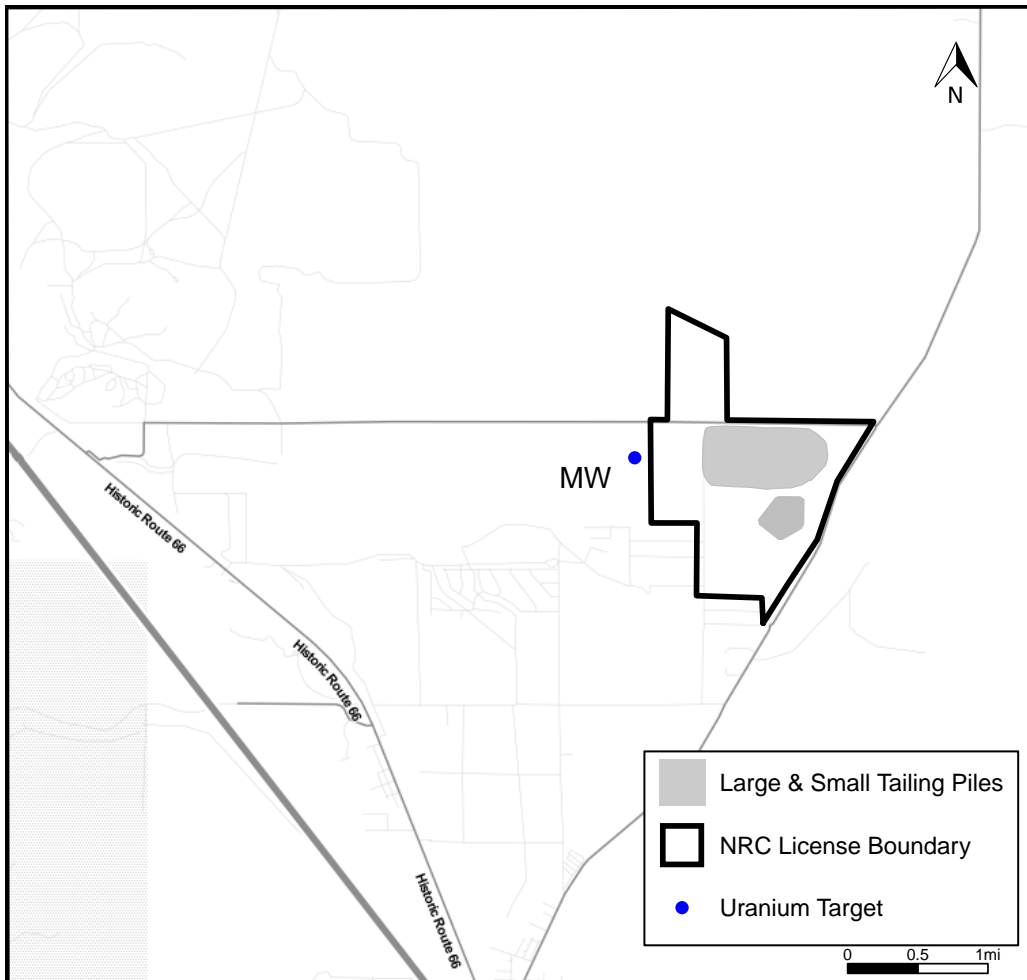 N
MW
Historic Route 66
Historic Route 66
Historic Route 66
Large & Small Tailing Piles
NRC License Boundary
Uranium Target
0 0.5 1mi